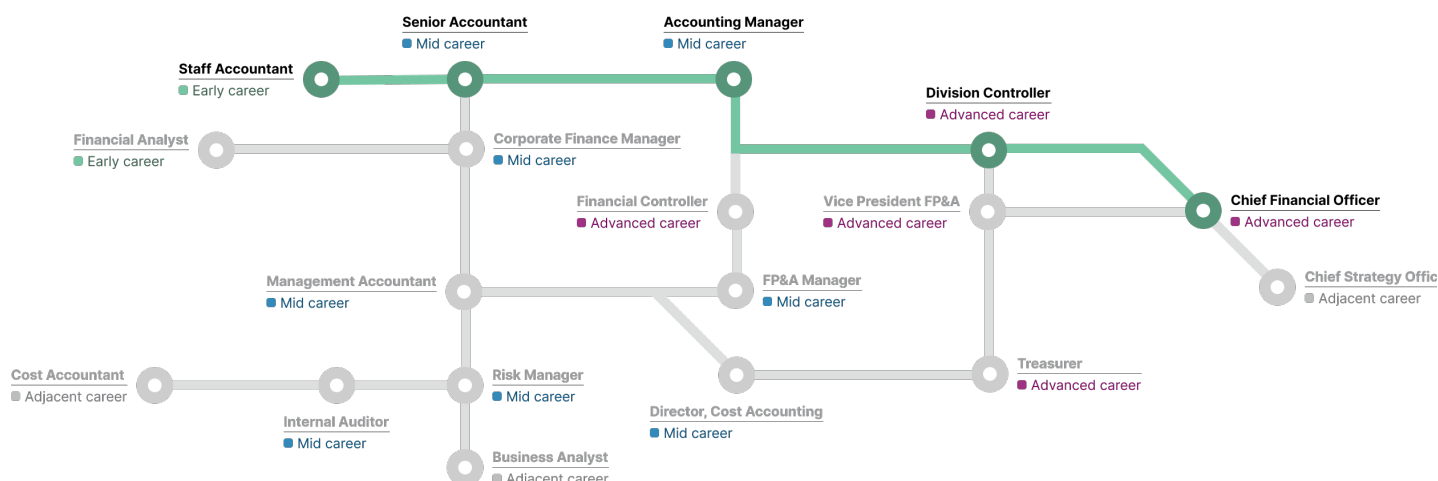 Senior Accountant
Mid career
Accounting Manager
Mid career
Staff Accountant
Early career
Division Controller
Advanced career
Financial Analyst
Early career
Corporate Finance Manager
Mid career
Financial Controller
Advanced career
Vice President FP&A
Advanced career
Chief Financial Officer
Advanced career
Management Accountant
Mid career
FP&A Manager
Mid career
Chief Strategy Offic
Adjacent career
Cost Accountant
Adjacent career
Internal Auditor
Mid career
Risk Manager
Mid career
Director, Cost Accounting
Mid career
Treasurer
Advanced career
Business Analyst
Adjacent career